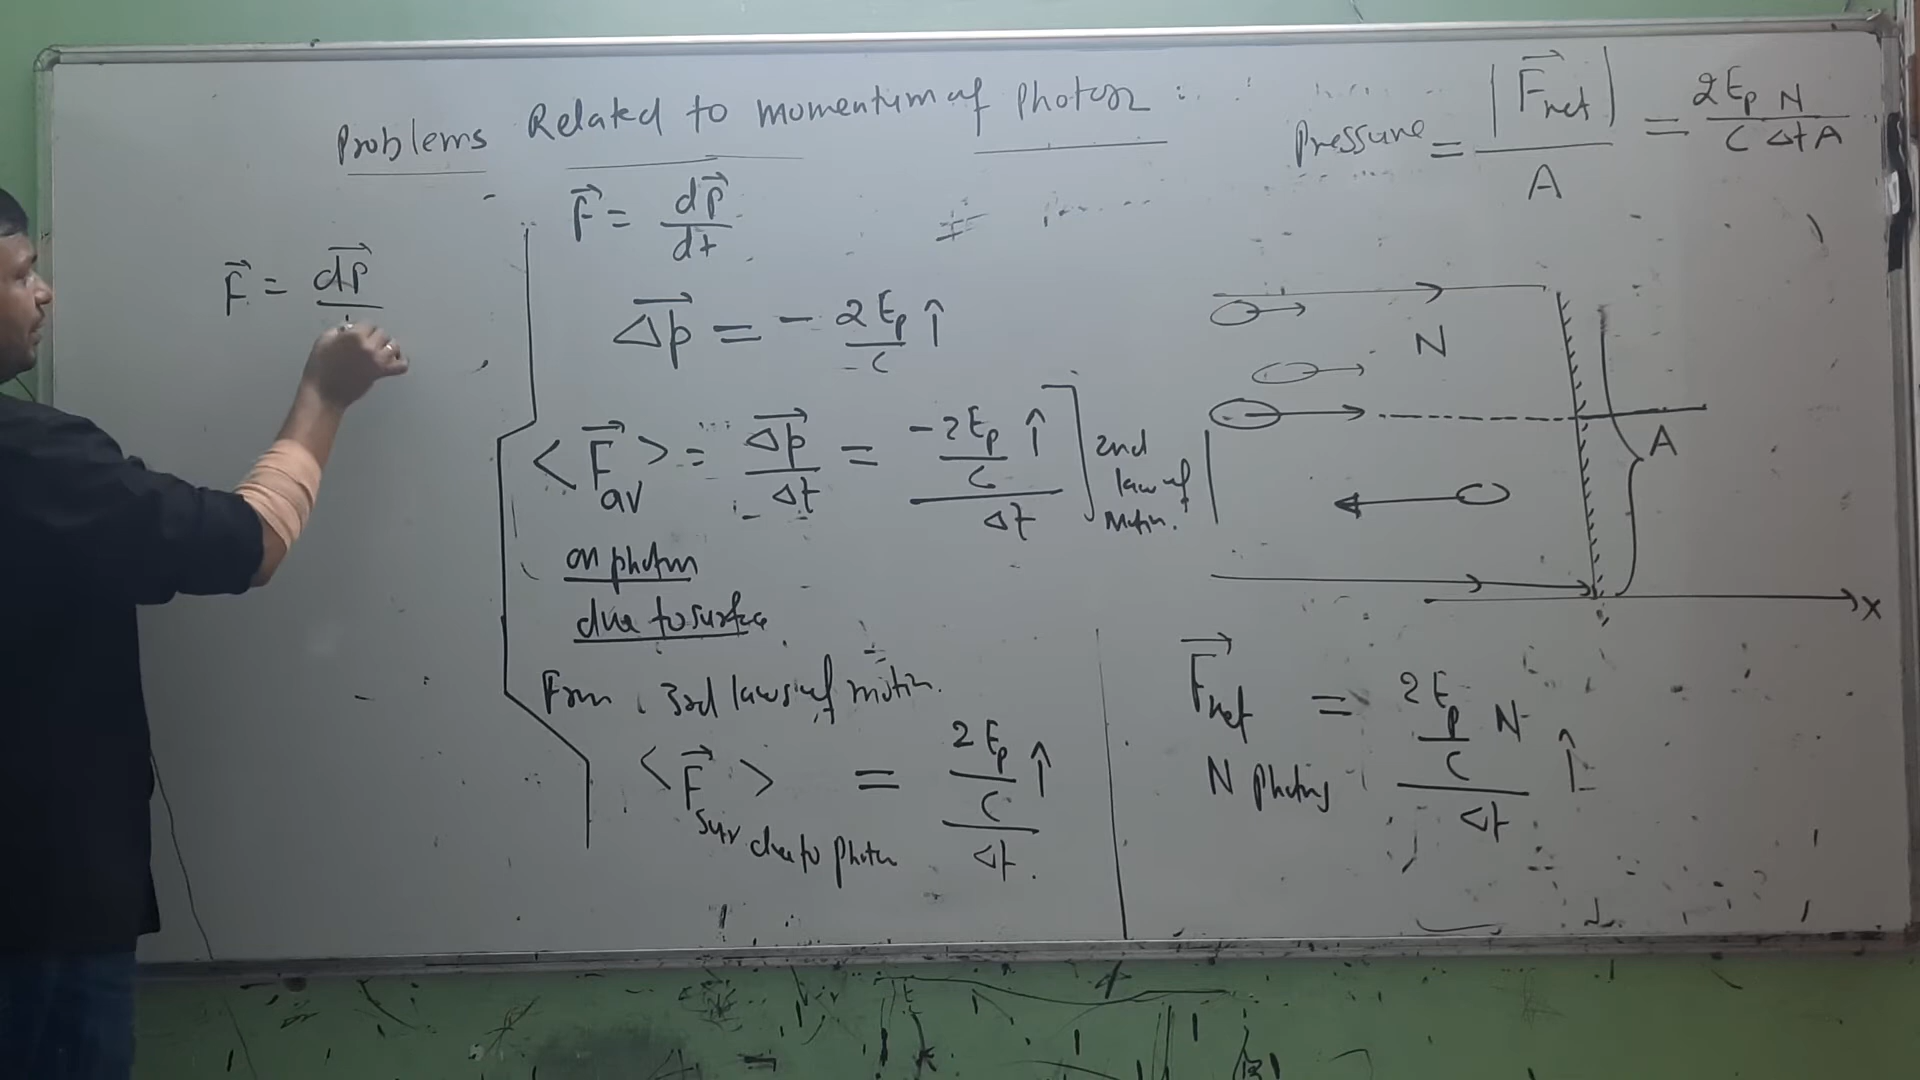 Problems Related to momentum of photon :
Pressure = |F⃗net| / A = 2Ep N / C Δt A
F⃗ = dp⃗ / dt
F⃗ = dp⃗
Δp⃗ = - 2Ep / C î
< F⃗av > = Δp⃗ / Δt = (-2Ep / C î) / Δt ] 2nd law of Motin.
on photon
due to surface
From 3rd laws of motin.
< F⃗sur due to photon > = (2Ep / C î) / Δt.
N
A
x
F⃗net N photons = (2Ep / C N) / Δt î